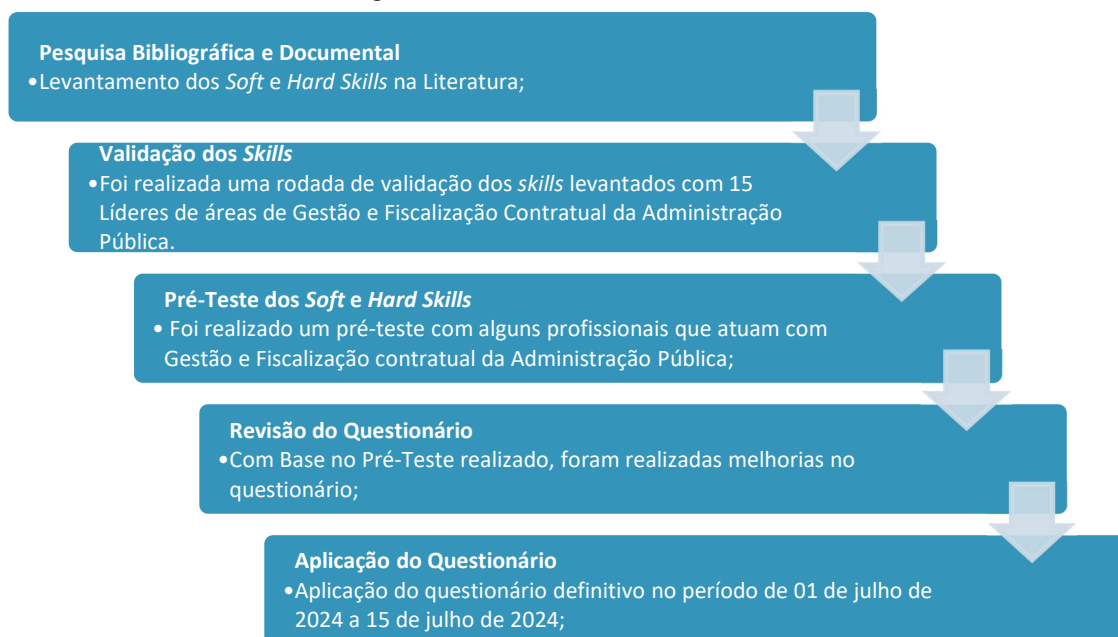 Pesquisa Bibliográfica e Documental
•Levantamento dos Soft e Hard Skills na Literatura;
Validação dos Skills
•Foi realizada uma rodada de validação dos skills levantados com 15
Líderes de áreas de Gestão e Fiscalização Contratual da Administração
Pública.
Pré-Teste dos Soft e Hard Skills
• Foi realizado um pré-teste com alguns profissionais que atuam com
Gestão e Fiscalização contratual da Administração Pública;
Revisão do Questionário
•Com Base no Pré-Teste realizado, foram realizadas melhorias no
questionário;
Aplicação do Questionário
•Aplicação do questionário definitivo no período de 01 de julho de
2024 a 15 de julho de 2024;